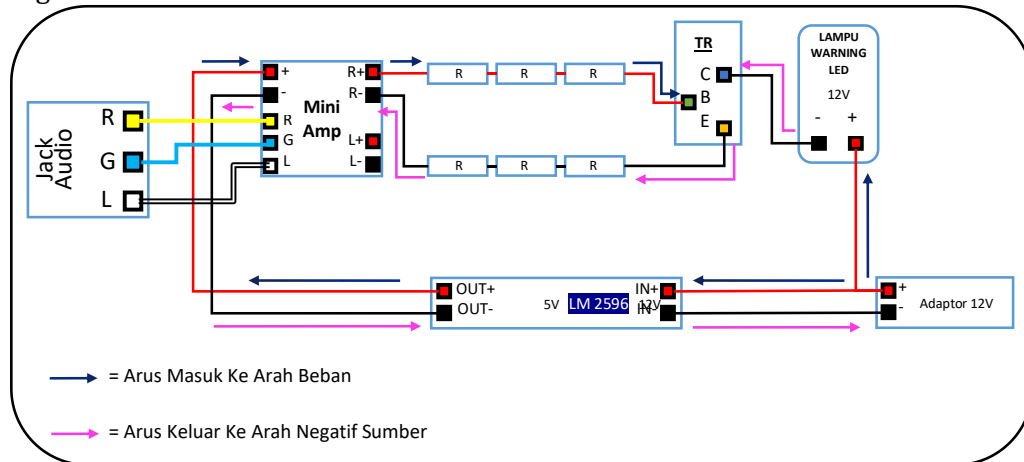 Jack
Audio
R
G
L
+
-
R
G
L
Mini
Amp
R+
R-
L+
L-
R
R
R
R
R
R
TR
C
B
E
LAMPU
WARNING
LED
12V
-
+
OUT+
OUT-
5V
LM 2596
12V
IN+
IN-
+
-
Adaptor 12V
= Arus Masuk Ke Arah Beban
= Arus Keluar Ke Arah Negatif Sumber